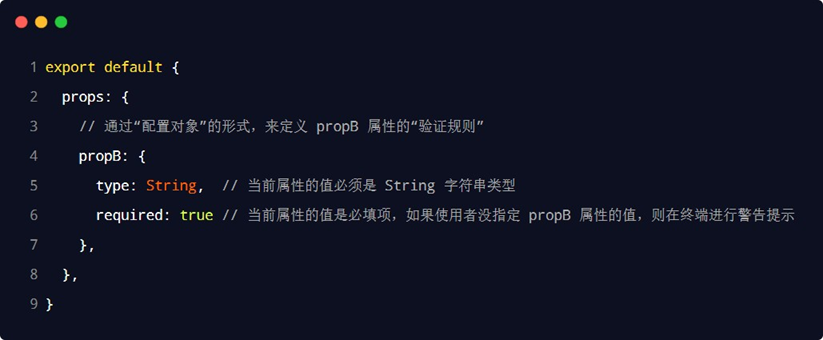 1 export default {
2   props: {
3     // 通过“配置对象”的形式，来定义 propB 属性的“验证规则”
4     propB: {
5       type: String,  // 当前属性的值必须是 String 字符串类型
6       required: true // 当前属性的值是必填项，如果使用者没指定 propB 属性的值，则在终端进行警告提示
7     },
8   },
9 }